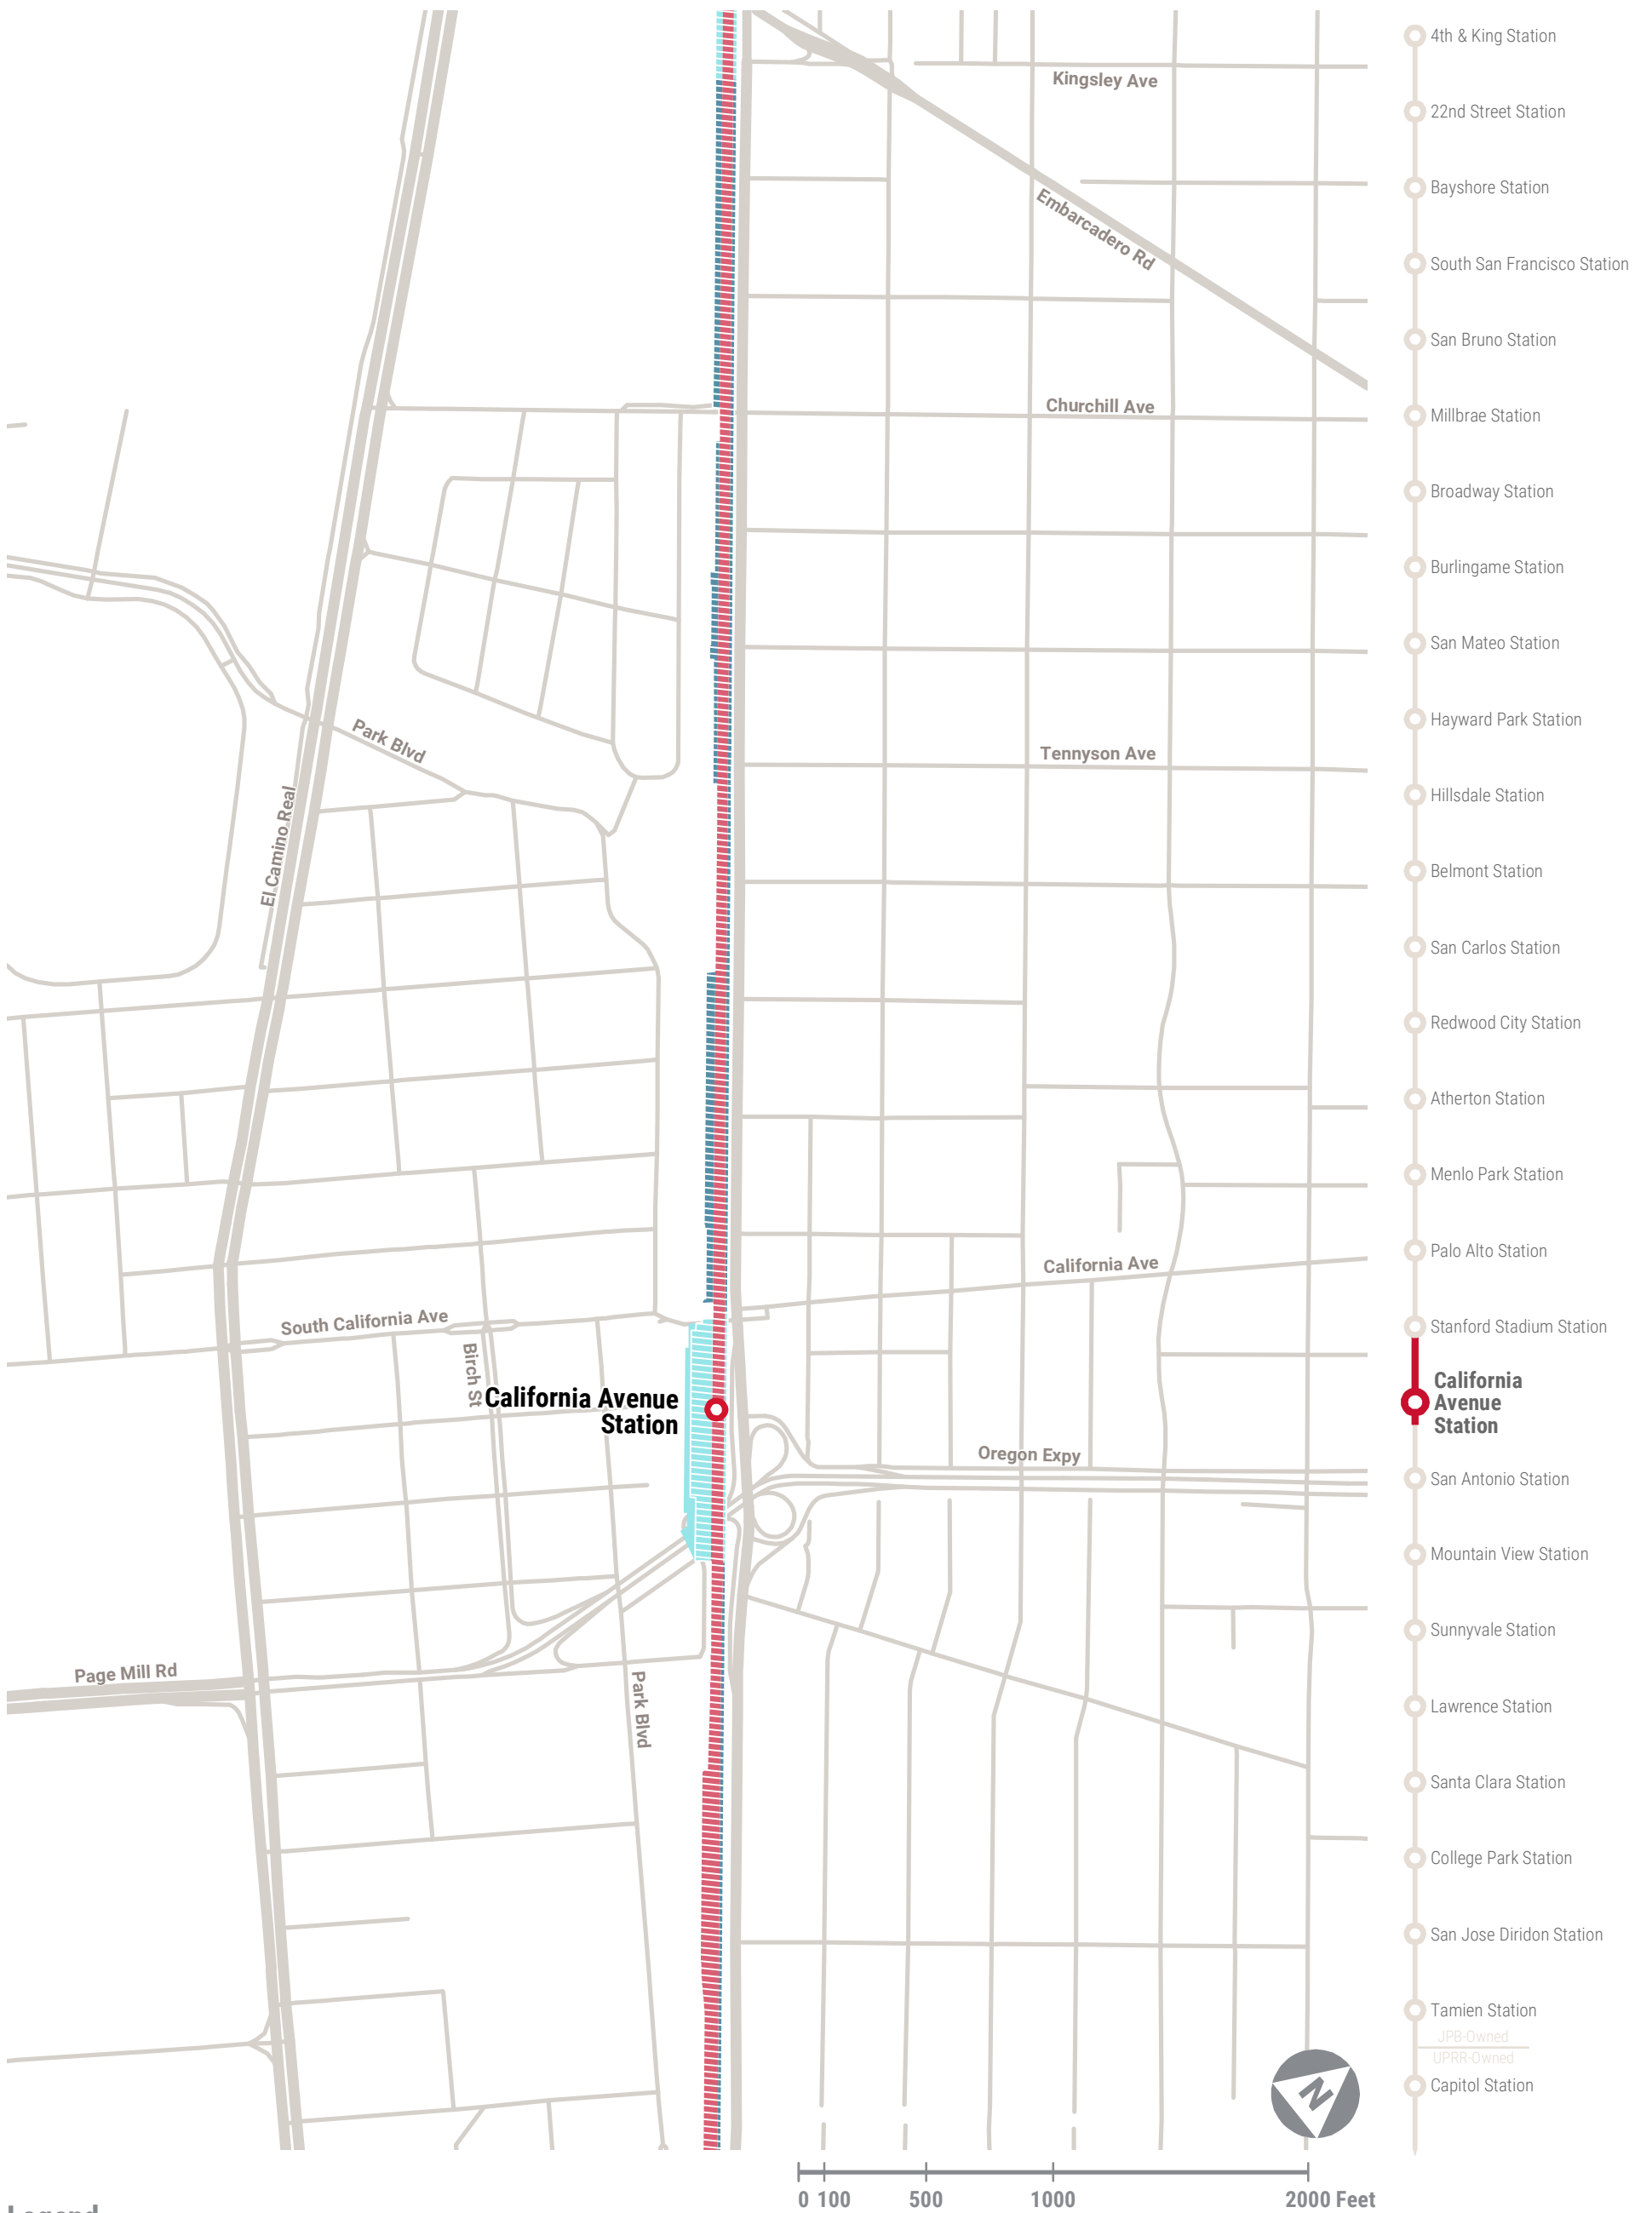 Kingsley Ave
Embarcadero Rd
Churchill Ave
Park Blvd
Tennyson Ave
El Camino Real
California Ave
South California Ave
Birch St
California Avenue
Station
Oregon Expy
Page Mill Rd
Park Blvd
N
0 100 500 1000 2000 Feet
Legend
4th & King Station
22nd Street Station
Bayshore Station
South San Francisco Station
San Bruno Station
Millbrae Station
Broadway Station
Burlingame Station
San Mateo Station
Hayward Park Station
Hillsdale Station
Belmont Station
San Carlos Station
Redwood City Station
Atherton Station
Menlo Park Station
Palo Alto Station
Stanford Stadium Station
California
Avenue
Station
San Antonio Station
Mountain View Station
Sunnyvale Station
Lawrence Station
Santa Clara Station
College Park Station
San Jose Diridon Station
Tamien Station
JPB-Owned
UPRR-Owned
Capitol Station